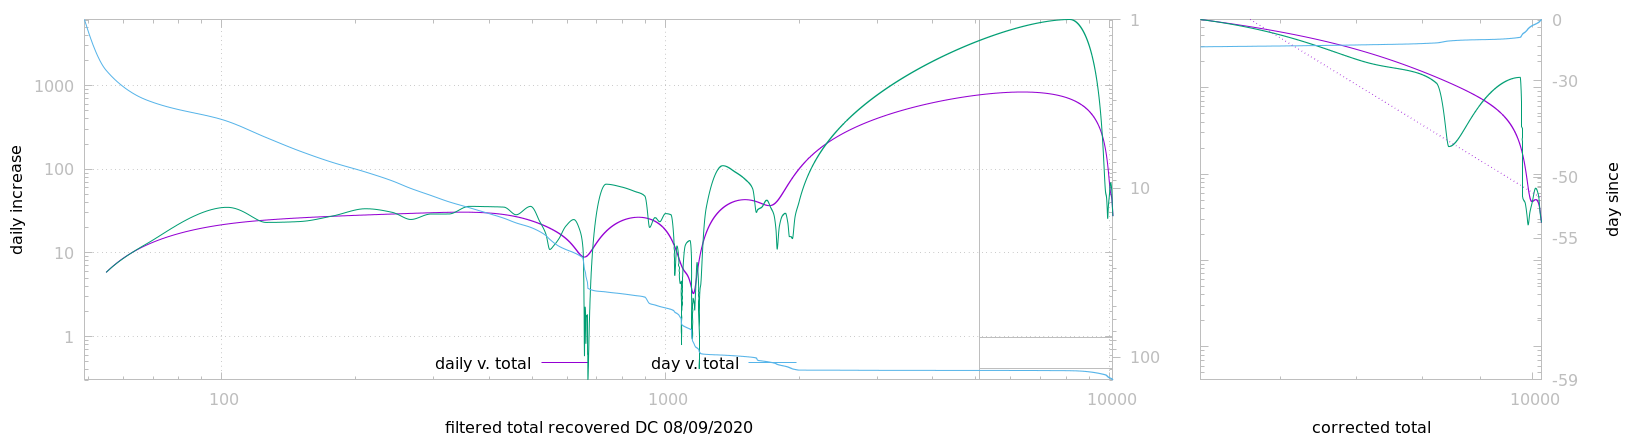 1000
100
10
1
daily increase
daily v. total
day v. total
1
10
100
100
1000
10000
filtered total recovered DC 08/09/2020
0
-30
-50
-55
-59
day since
10000
corrected total